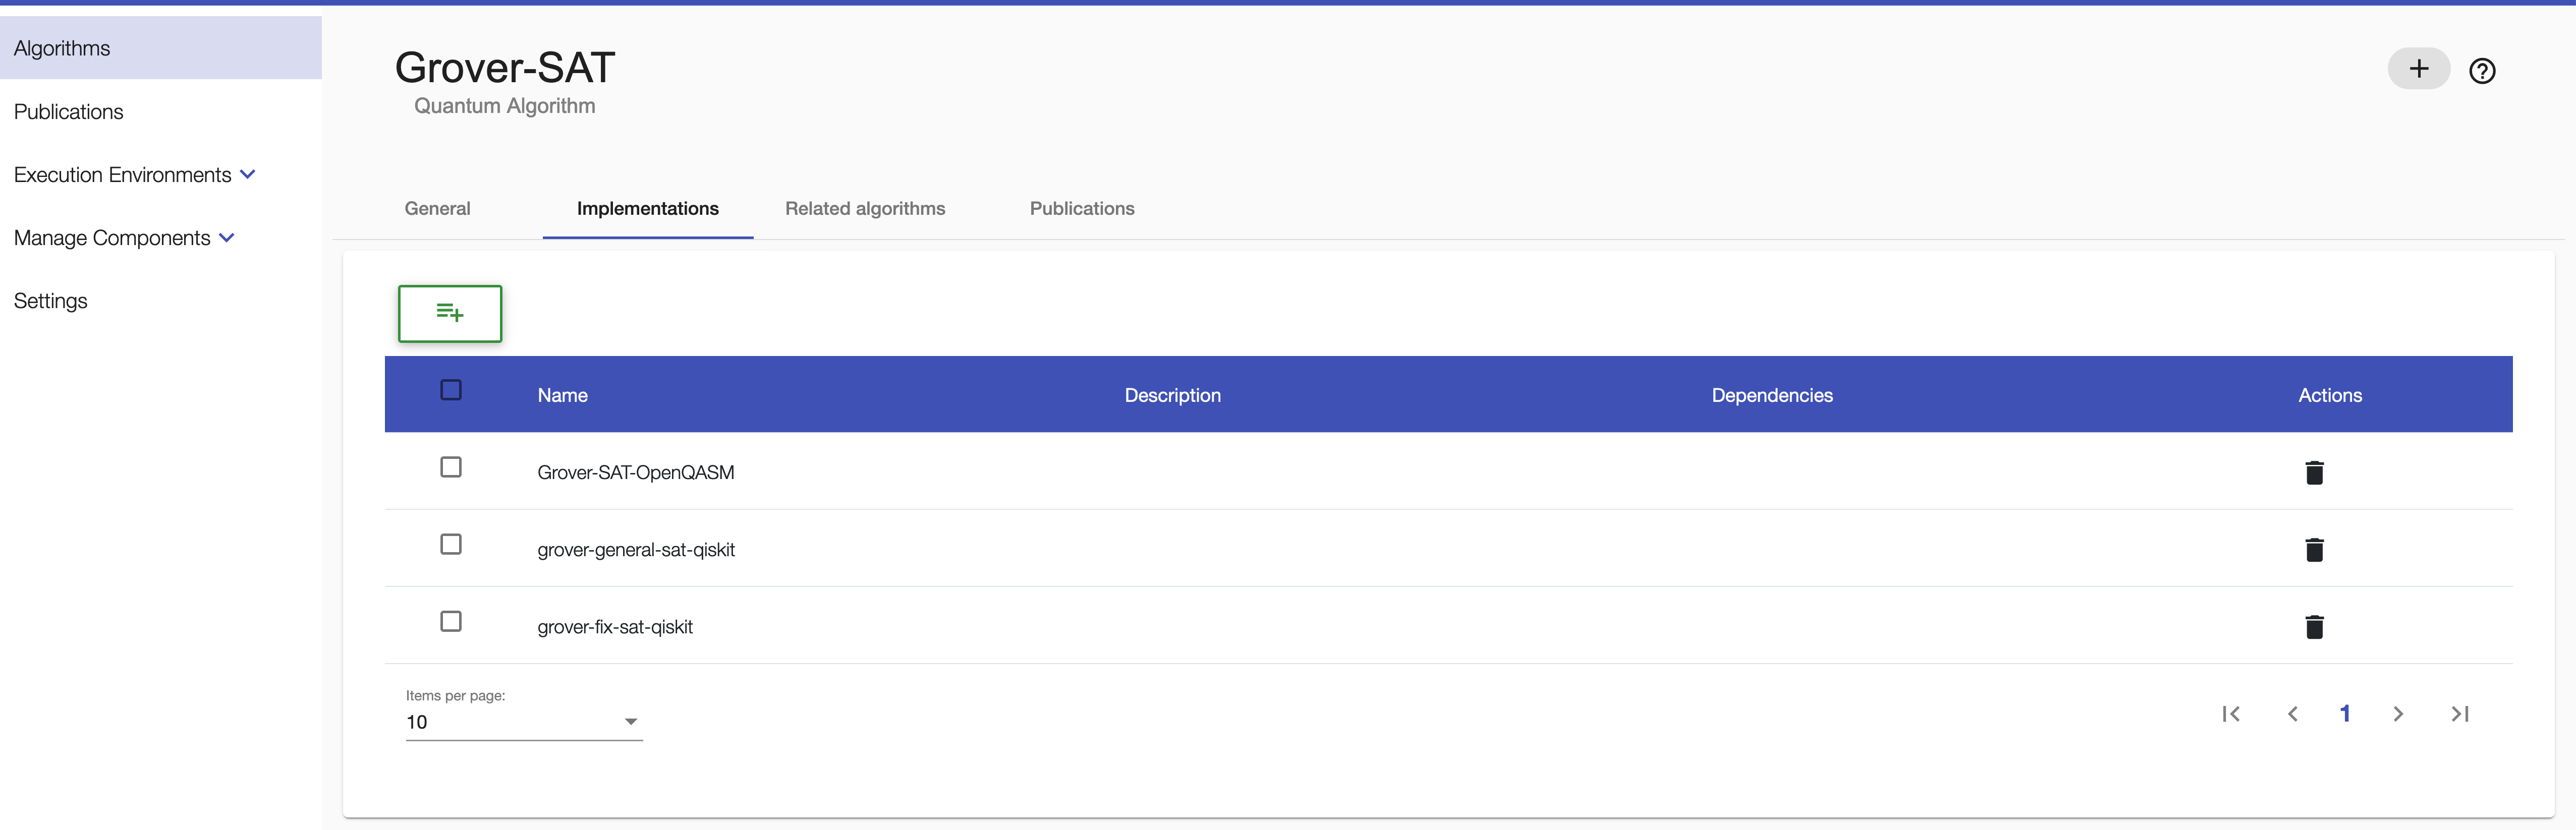 Algorithms
Publications
Execution Environments
Manage Components
Settings
Grover-SAT
Quantum Algorithm
General Implementations Related algorithms Publications
Name Description Dependencies Actions
Grover-SAT-OpenQASM
grover-general-sat-qiskit
grover-fix-sat-qiskit
Items per page:
10
1